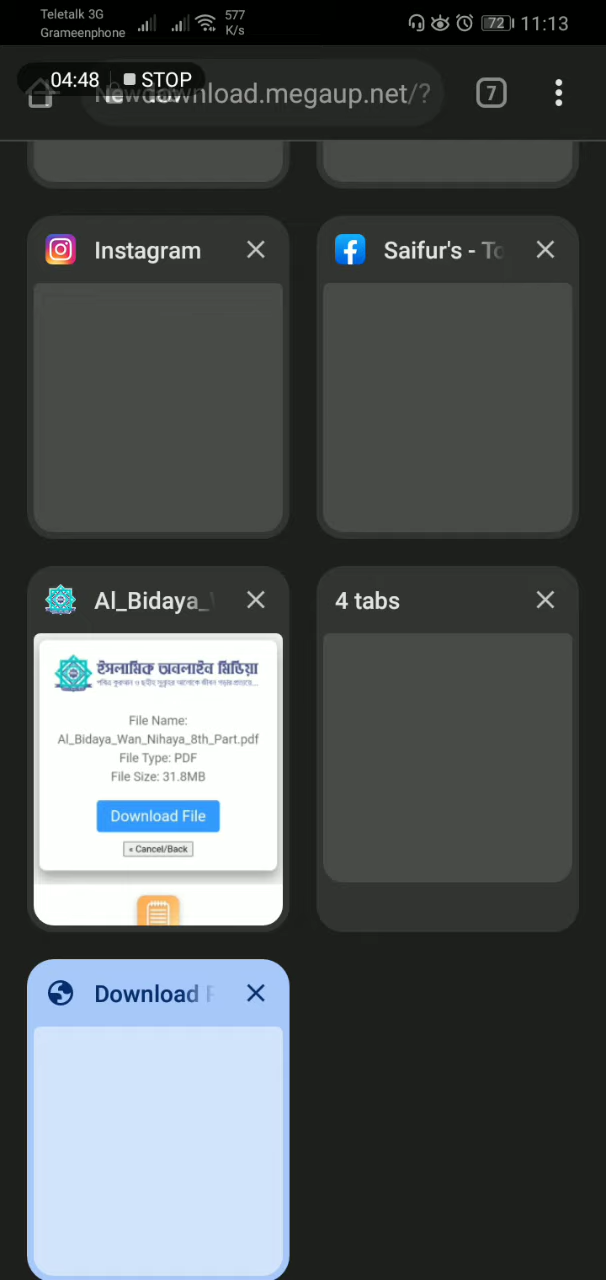 Teletalk 3G
Grameenphone
577
K/s
72
11:13
04:48
STOP
Newdownload.megaup.net/?
7
Instagram
Saifur's - To
Al_Bidaya_
4 tabs
ইসলামিক অনলাইন মিডিয়া
File Name:
Al_Bidaya_Wan_Nihaya_8th_Part.pdf
File Type: PDF
File Size: 31.8MB
Download File
« Cancel/Back
Download